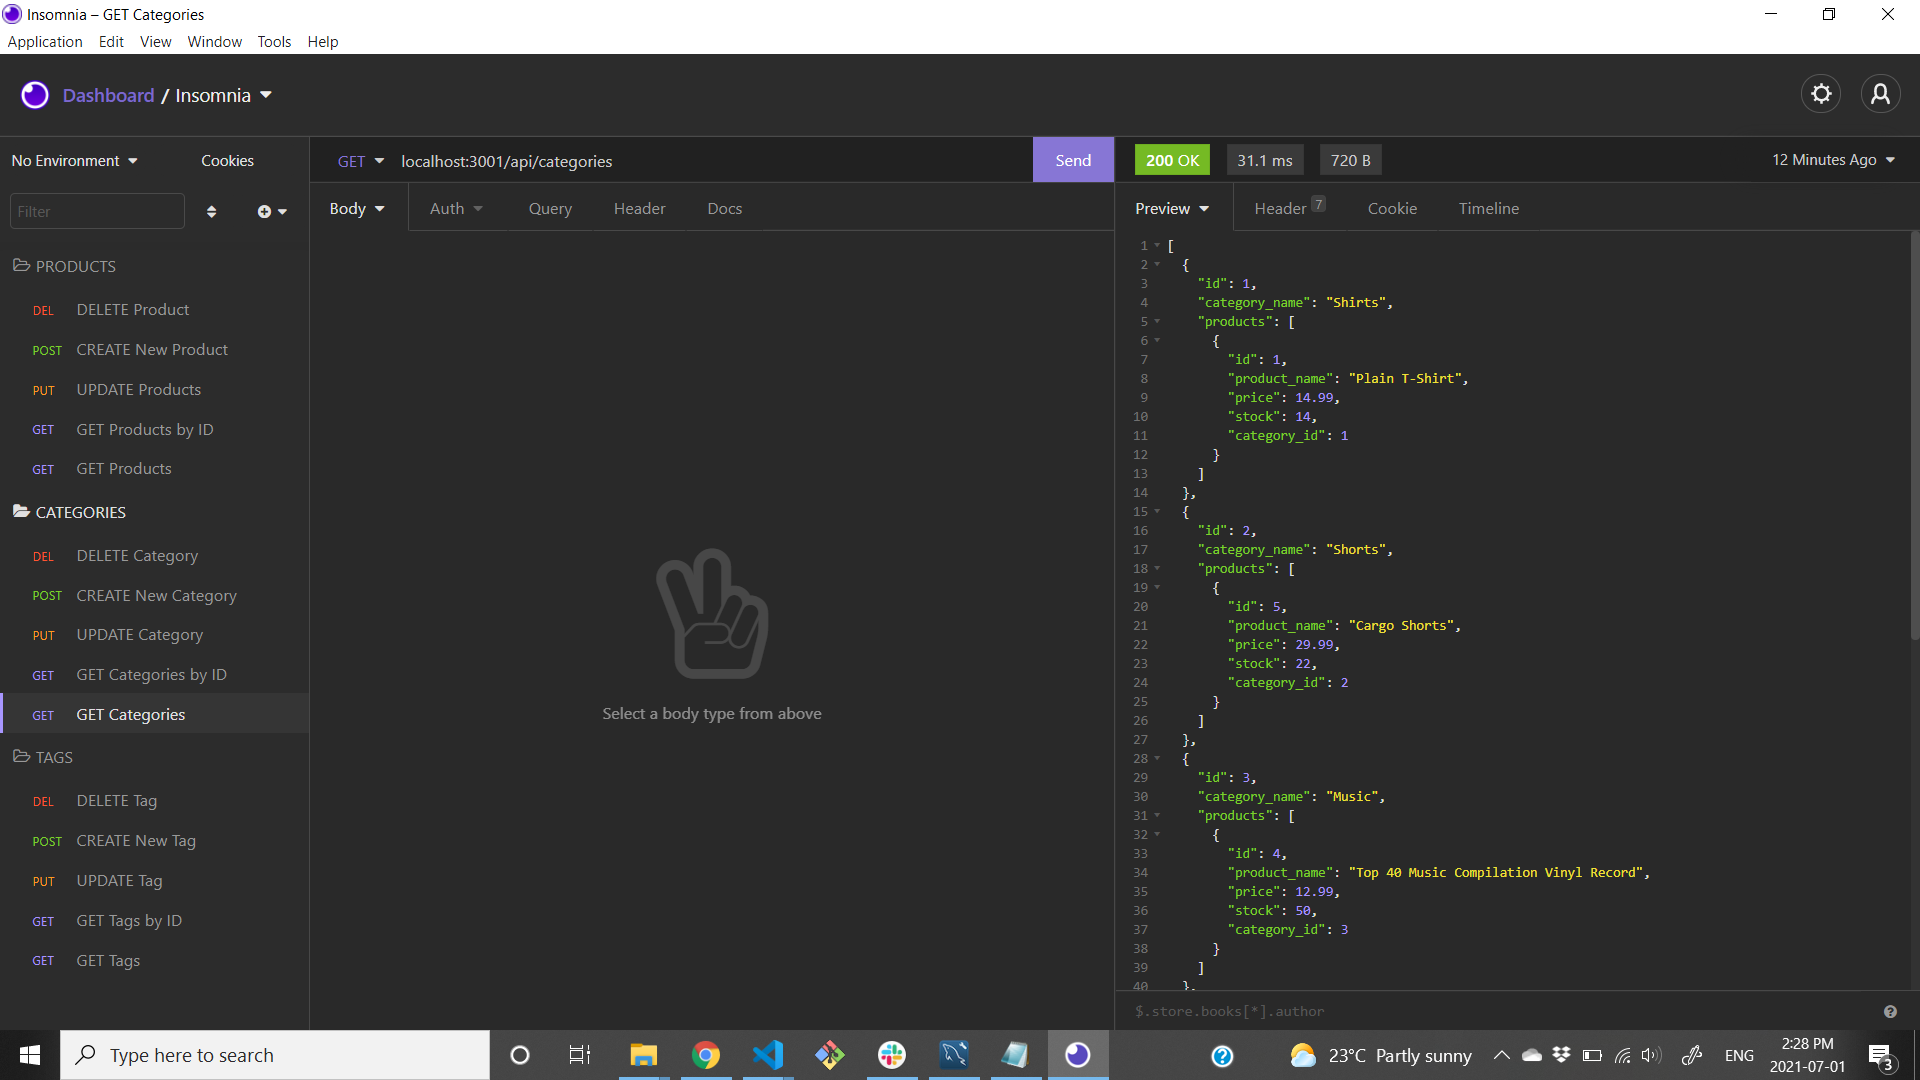 Insomnia – GET Categories
Application Edit View Window Tools Help
Dashboard / Insomnia
No Environment Cookies
Filter
PRODUCTS
DEL DELETE Product
POST CREATE New Product
PUT UPDATE Products
GET GET Products by ID
GET GET Products
CATEGORIES
DEL DELETE Category
POST CREATE New Category
PUT UPDATE Category
GET GET Categories by ID
GET GET Categories
TAGS
DEL DELETE Tag
POST CREATE New Tag
PUT UPDATE Tag
GET GET Tags by ID
GET GET Tags
GET localhost:3001/api/categories Send
Body Auth Query Header Docs
Select a body type from above
200 OK 31.1 ms 720 B 12 Minutes Ago
Preview Header 7 Cookie Timeline
1 [
2 {
3 "id": 1,
4 "category_name": "Shirts",
5 "products": [
6 {
7 "id": 1,
8 "product_name": "Plain T-Shirt",
9 "price": 14.99,
10 "stock": 14,
11 "category_id": 1
12 }
13 ]
14 },
15 {
16 "id": 2,
17 "category_name": "Shorts",
18 "products": [
19 {
20 "id": 5,
21 "product_name": "Cargo Shorts",
22 "price": 29.99,
23 "stock": 22,
24 "category_id": 2
25 }
26 ]
27 },
28 {
29 "id": 3,
30 "category_name": "Music",
31 "products": [
32 {
33 "id": 4,
34 "product_name": "Top 40 Music Compilation Vinyl Record",
35 "price": 12.99,
36 "stock": 50,
37 "category_id": 3
38 }
39 ]
40 },
$.store.books[*].author
Type here to search
23°C Partly sunny
ENG
2:28 PM
2021-07-01
3